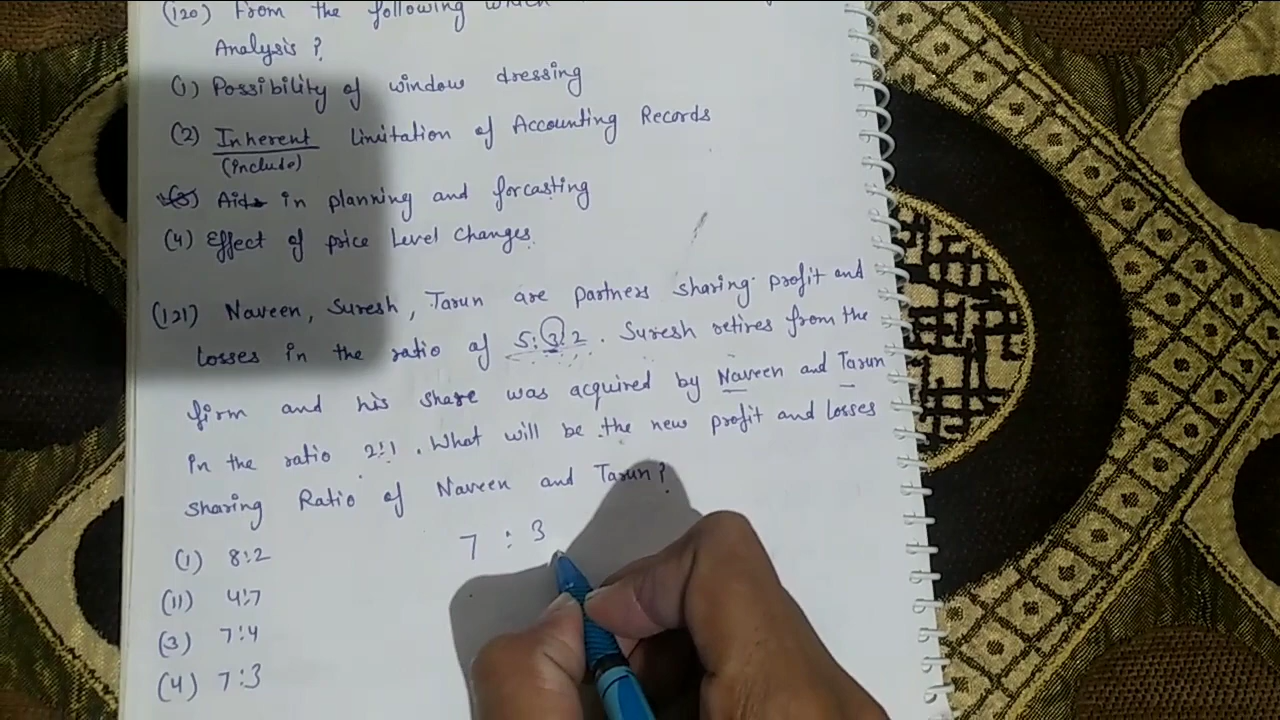 (120) From the following which
Analysis ?
(1) Possibility of window dressing
(2) Inherent limitation of Accounting Records
(include)
(3) Aids in planning and forcasting
(4) Effect of price Level Changes.
(121) Naveen, Suresh, Tarun are partners sharing profit and
losses in the ratio of 5:3:2. Suresh retires from the
firm and his share was acquired by Naveen and Tarun
in the ratio 2:1. What will be the new profit and losses
sharing Ratio of Naveen and Tarun?
7 : 3
(1) 8:2
(11) 4:7
(3) 7:4
(4) 7:3